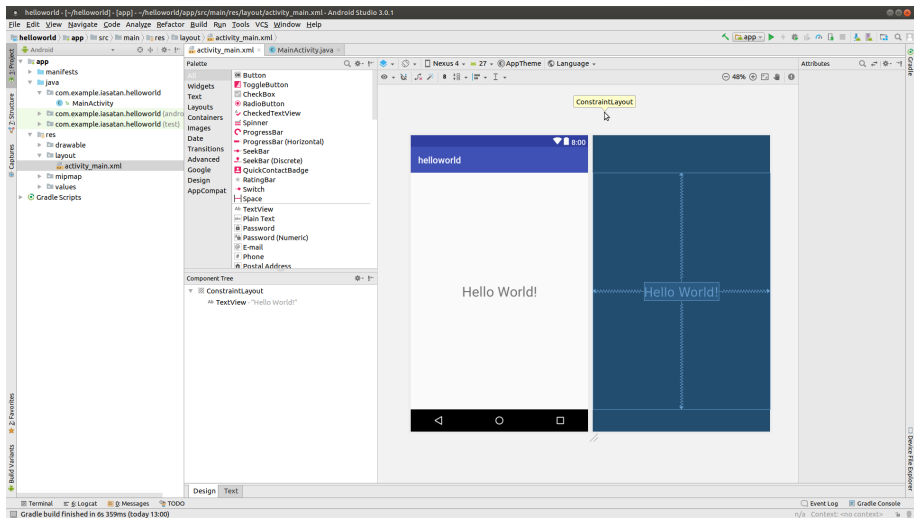 helloworld - [~/helloworld] - [app] - ~/helloworld/app/src/main/res/layout/activity_main.xml - Android Studio 3.0.1
File Edit View Navigate Code Analyze Refactor Build Run Tools VCS Window Help
helloworld app src main res layout activity_main.xml
app
Android
activity_main.xml
MainActivity.java
1: Project
7: Structure
Captures
2: Favorites
Build Variants
app
manifests
java
com.example.iasatan.helloworld
MainActivity
com.example.iasatan.helloworld (andro
com.example.iasatan.helloworld (test)
res
drawable
layout
activity_main.xml
mipmap
values
Gradle Scripts
Palette
All
Widgets
Text
Layouts
Containers
Images
Date
Transitions
Advanced
Google
Design
AppCompat
Button
ToggleButton
CheckBox
RadioButton
CheckedTextView
Spinner
ProgressBar
ProgressBar (Horizontal)
SeekBar
SeekBar (Discrete)
QuickContactBadge
RatingBar
Switch
Space
Ab TextView
Plain Text
Password
Password (Numeric)
E-mail
Phone
Postal Address
Component Tree
ConstraintLayout
Ab TextView - "Hello World!"
Nexus 4 27 AppTheme Language
8
48%
ConstraintLayout
8:00
helloworld
Hello World!
Hello World!
Attributes
Gradle
Device File Explorer
Design Text
Terminal 6: Logcat 0: Messages TODO
Event Log Gradle Console
Gradle build finished in 6s 359ms (today 13:00)
n/a Context: <no context>